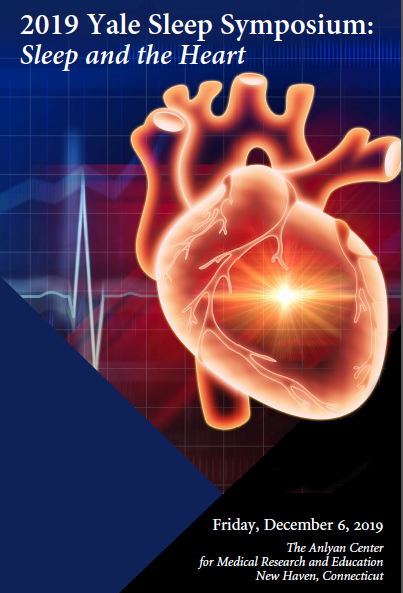 2019 Yale Sleep Symposium:
Sleep and the Heart
Friday, December 6, 2019
The Anlyan Center
for Medical Research and Education
New Haven, Connecticut